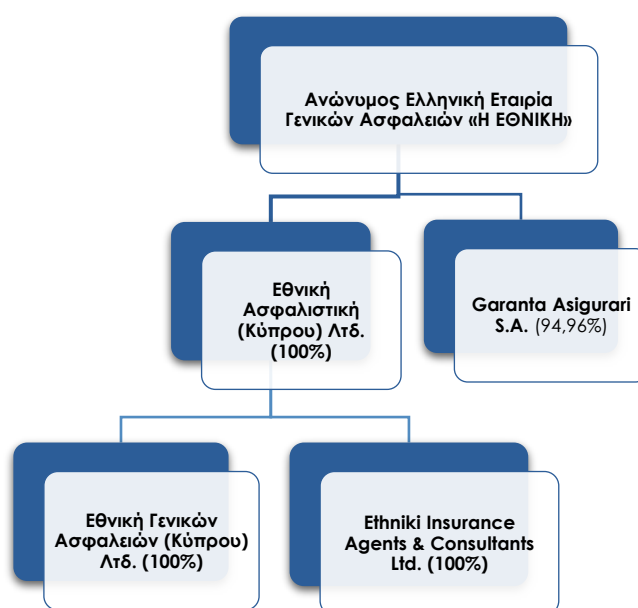 Ανώνυμος Ελληνική Εταιρία
Γενικών Ασφαλειών «Η ΕΘΝΙΚΗ»
Εθνική
Ασφαλιστική
(Κύπρου) Λτδ.
(100%)
Garanta Asigurari
S.A. (94,96%)
Εθνική Γενικών
Ασφαλειών (Κύπρου)
Λτδ. (100%)
Ethniki Insurance
Agents & Consultants
Ltd. (100%)